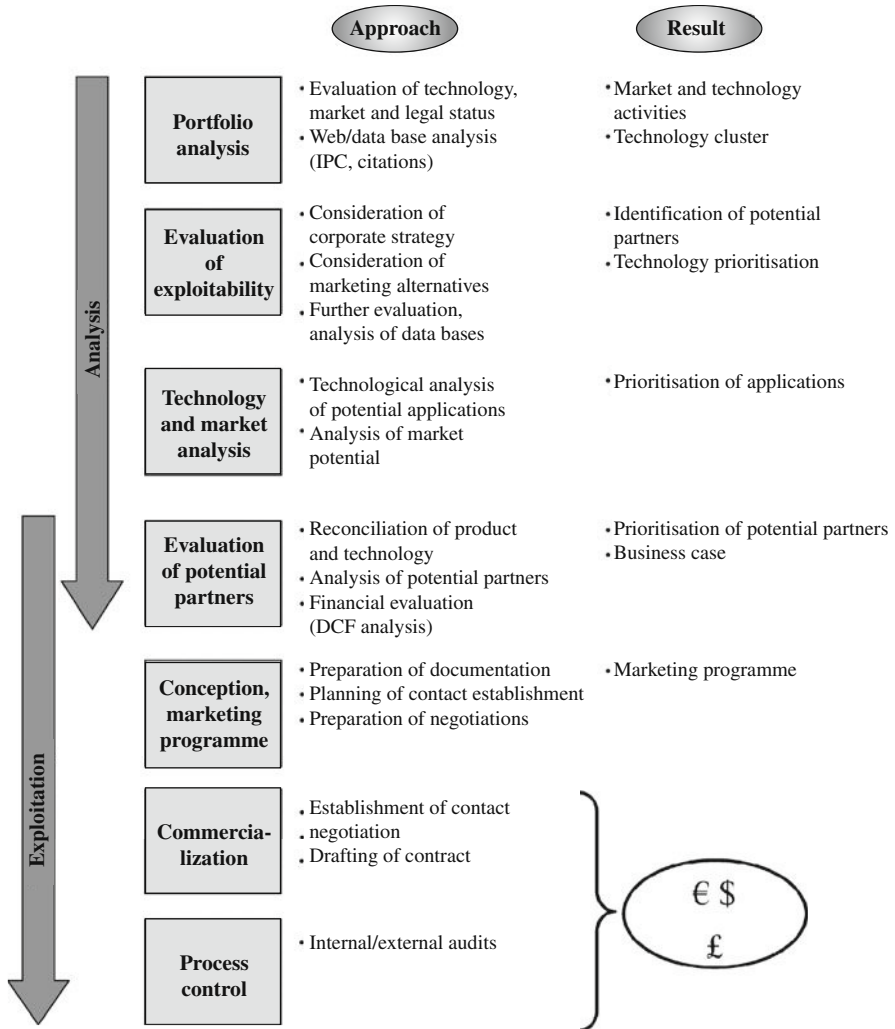 Approach
Result
Analysis
Exploitation
Portfolio
analysis
• Evaluation of technology,
market and legal status
• Web/data base analysis
(IPC, citations)
• Market and technology
activities
• Technology cluster
Evaluation
of
exploitability
• Consideration of
corporate strategy
• Consideration of
marketing alternatives
• Further evaluation,
analysis of data bases
• Identification of potential
partners
• Technology prioritisation
Technology
and market
analysis
• Technological analysis
of potential applications
• Analysis of market
potential
• Prioritisation of applications
Evaluation
of potential
partners
• Reconciliation of product
and technology
• Analysis of potential partners
• Financial evaluation
(DCF analysis)
• Prioritisation of potential partners
• Business case
Conception,
marketing
programme
• Preparation of documentation
• Planning of contact establishment
• Preparation of negotiations
• Marketing programme
Commercia-
lization
• Establishment of contact
• negotiation
• Drafting of contract
Process
control
• Internal/external audits
€ $
£